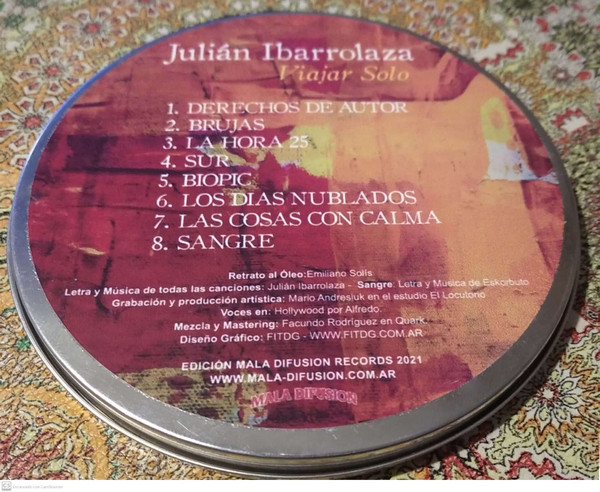 Julián Ibarrolaza
Viajar Solo
1. DERECHOS DE AUTOR
2. BRUJAS
3. LA HORA 25
4. SUR
5. BIOPIC
6. LOS DIAS NUBLADOS
7. LAS COSAS CON CALMA
8. SANGRE
Retrato al Óleo:Emiliano Solís
Letra y Música de todas las canciones: Julián Ibarrolaza - Sangre: Letra y Música de Eskorbuto
Grabación y producción artística: Mario Andresiuk en el estudio El Locutorio
Voces en: Hollywood por Alfredo.
Mezcla y Mastering: Facundo Rodríguez en Quark.
Diseño Gráfico: FITDG - WWW.FITDG.COM.AR
EDICIÓN MALA DIFUSION RECORDS 2021
WWW.MALA-DIFUSION.COM.AR
MALA DIFUSION